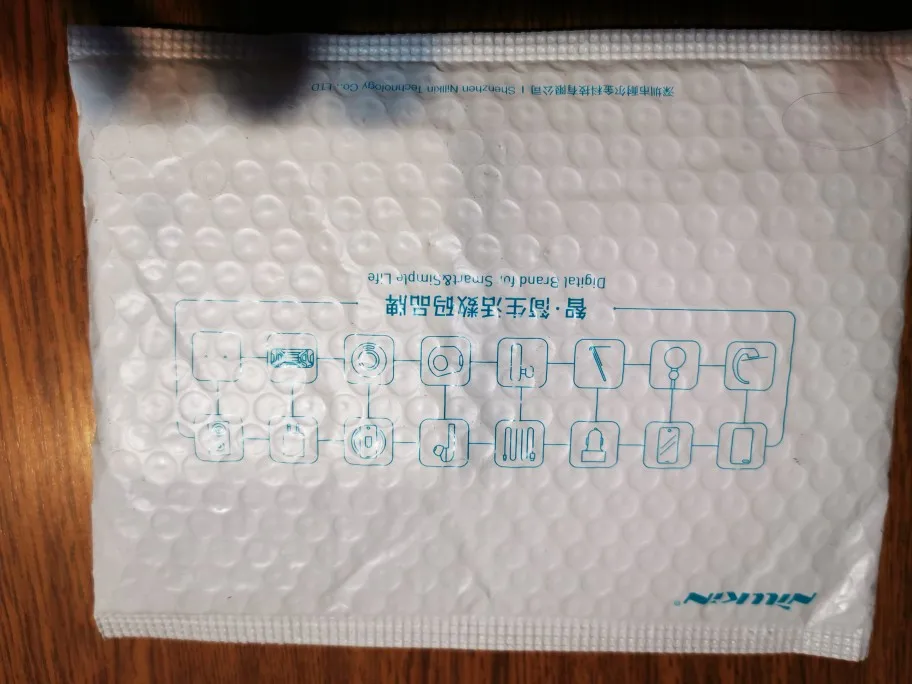 NillKiN®
智·简生活数码品牌
Digital Brand for Smart&Simple Life
深圳市耐尔金科技有限公司 | Shenzhen Nillkin Technology Co.,LTD